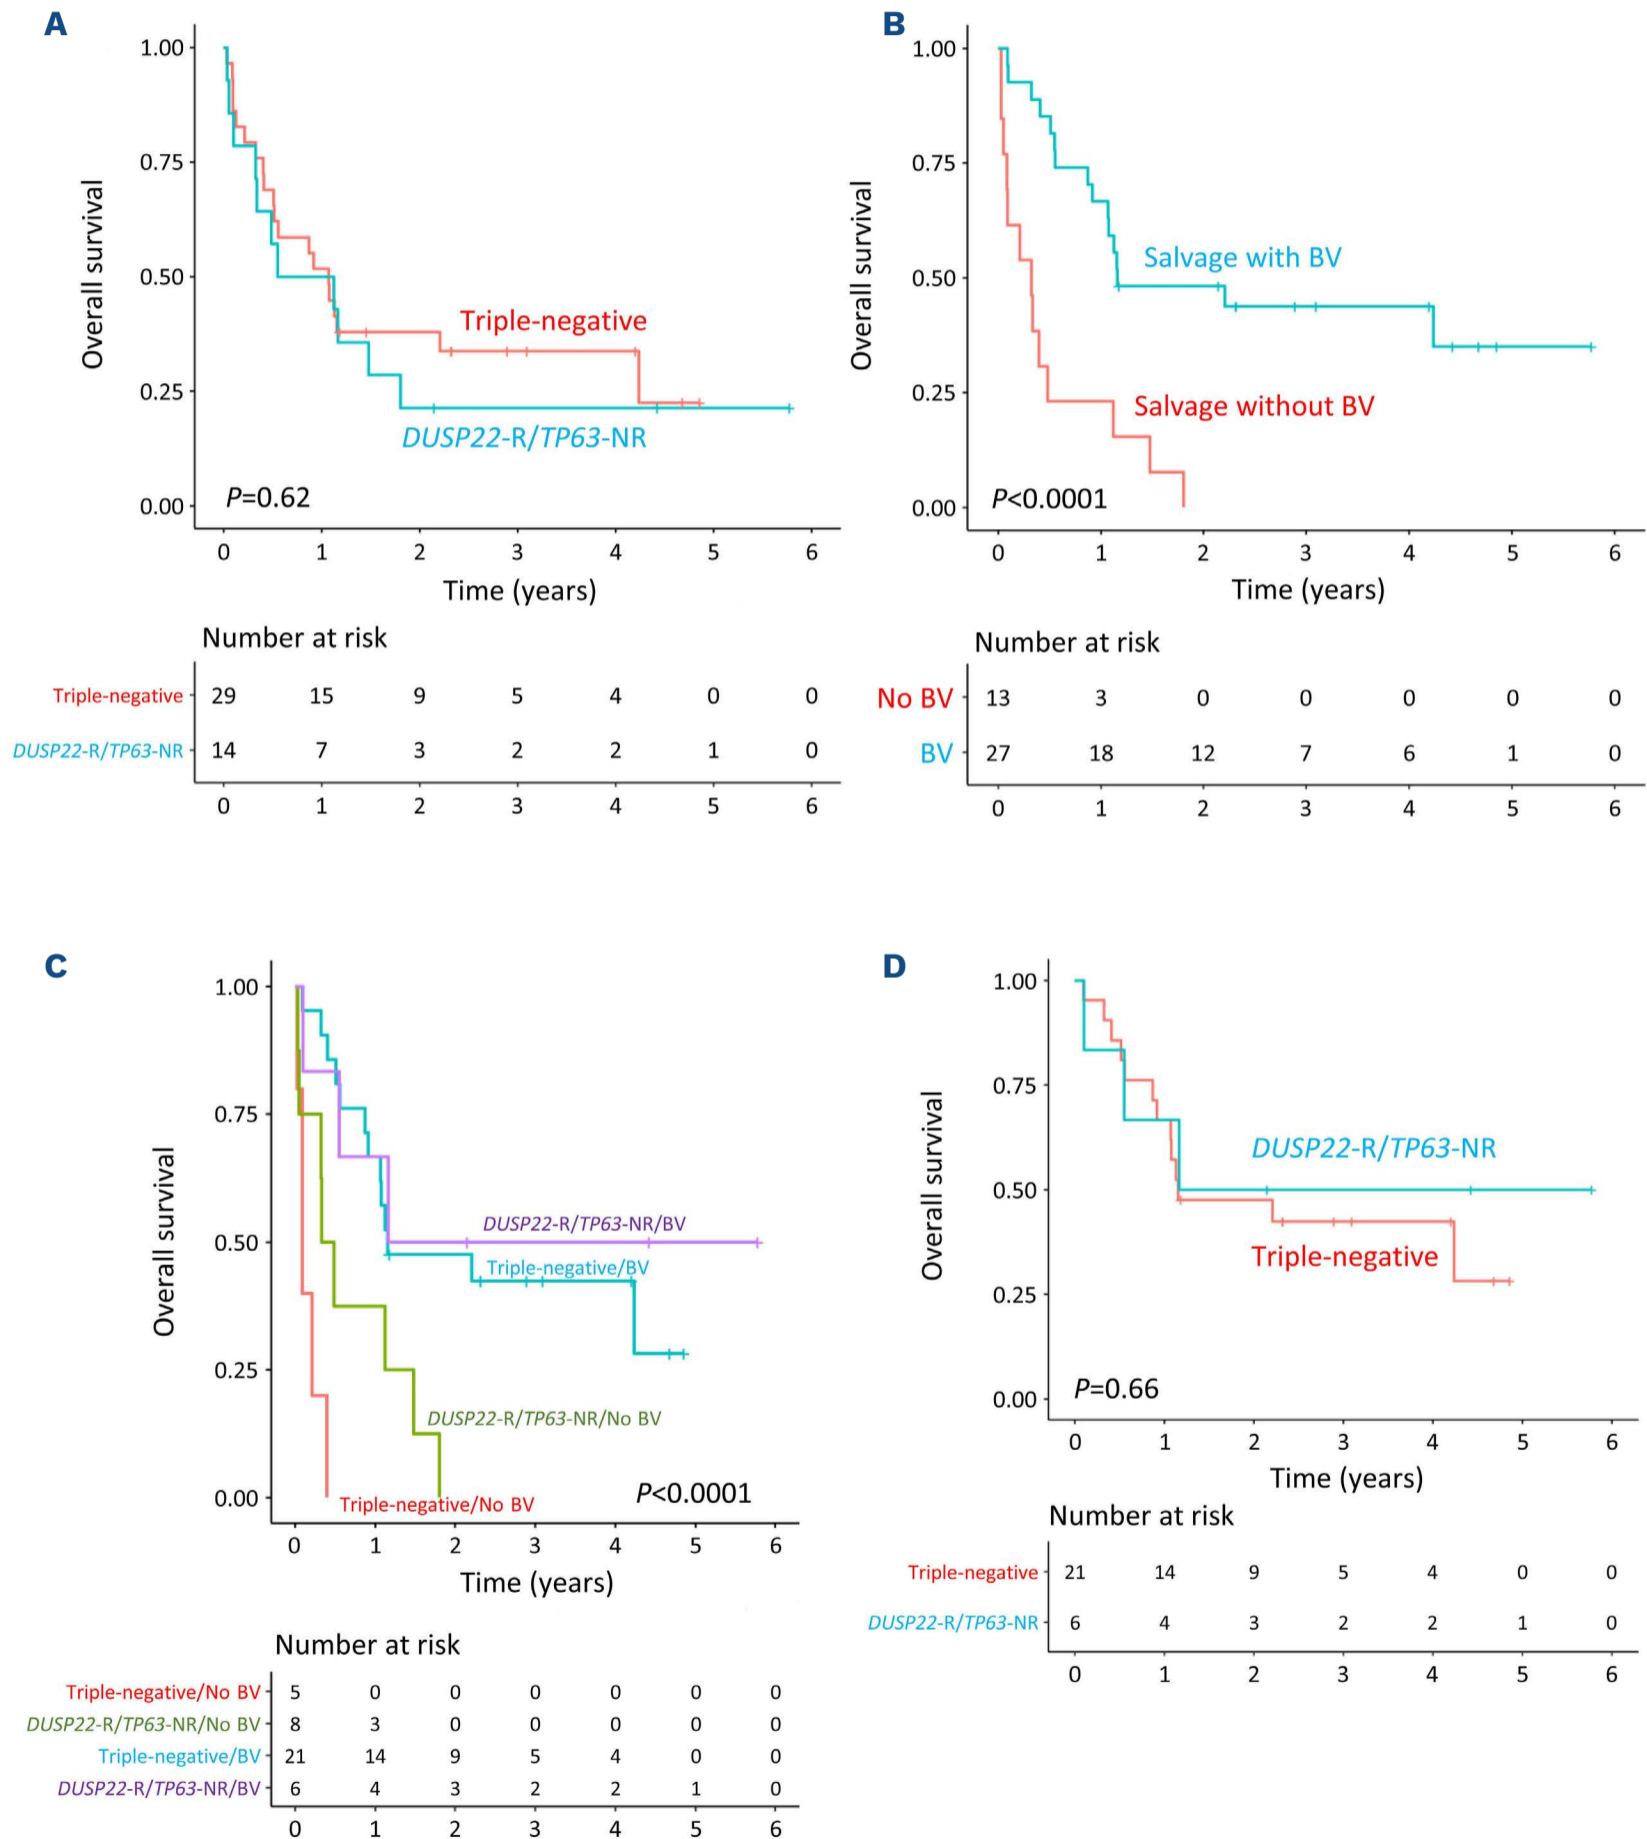 A
Overall survival
1.00
0.75
0.50
0.25
0.00
Triple-negative
DUSP22-R/TP63-NR
P=0.62
0 1 2 3 4 5 6
Time (years)
Number at risk
Triple-negative 29 15 9 5 4 0 0
DUSP22-R/TP63-NR 14 7 3 2 2 1 0
0 1 2 3 4 5 6
B
Overall survival
1.00
0.75
0.50
0.25
0.00
Salvage with BV
Salvage without BV
P<0.0001
0 1 2 3 4 5 6
Time (years)
Number at risk
No BV 13 3 0 0 0 0 0
BV 27 18 12 7 6 1 0
0 1 2 3 4 5 6
C
Overall survival
1.00
0.75
0.50
0.25
0.00
DUSP22-R/TP63-NR/BV
Triple-negative/BV
DUSP22-R/TP63-NR/No BV
Triple-negative/No BV
P<0.0001
0 1 2 3 4 5 6
Time (years)
Number at risk
Triple-negative/No BV 5 0 0 0 0 0 0
DUSP22-R/TP63-NR/No BV 8 3 0 0 0 0 0
Triple-negative/BV 21 14 9 5 4 0 0
DUSP22-R/TP63-NR/BV 6 4 3 2 2 1 0
0 1 2 3 4 5 6
D
Overall survival
1.00
0.75
0.50
0.25
0.00
DUSP22-R/TP63-NR
Triple-negative
P=0.66
0 1 2 3 4 5 6
Time (years)
Number at risk
Triple-negative 21 14 9 5 4 0 0
DUSP22-R/TP63-NR 6 4 3 2 2 1 0
0 1 2 3 4 5 6